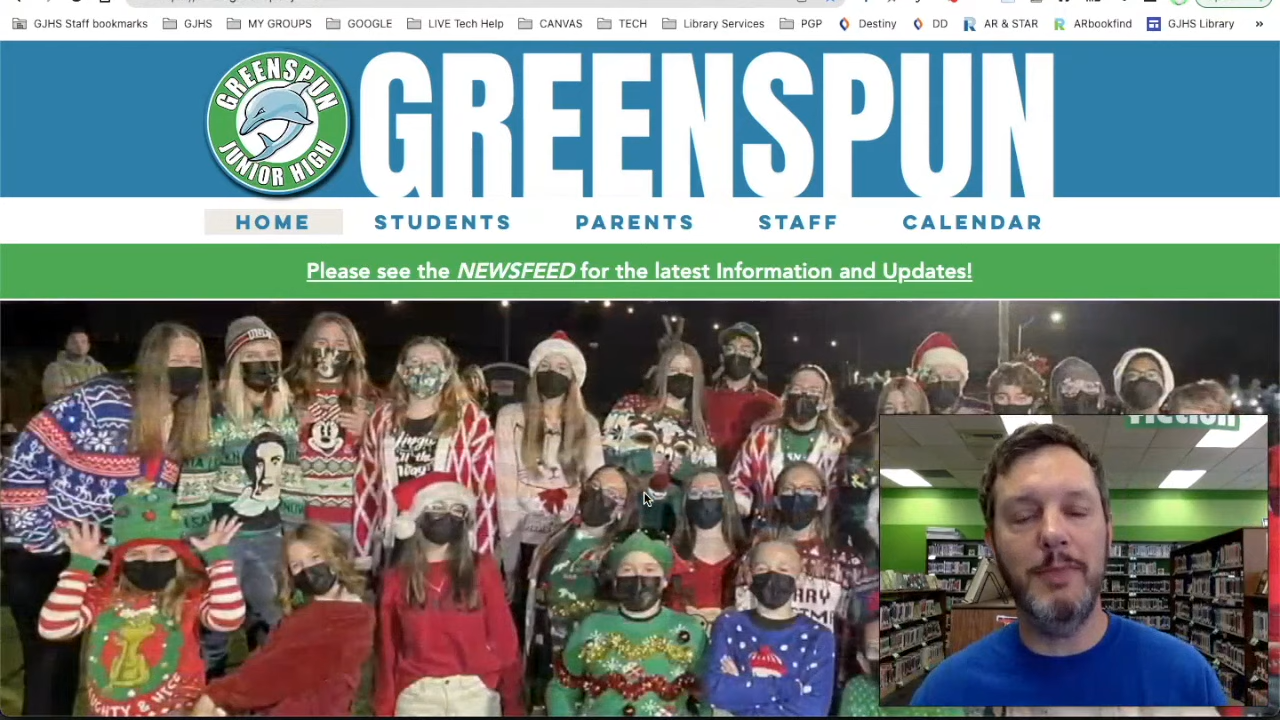 GJHS Staff bookmarks GJHS MY GROUPS GOOGLE LIVE Tech Help CANVAS TECH Library Services PGP Destiny DD AR & STAR ARbookfind GJHS Library »
GREENSPUN
JUNIOR HIGH
GREENSPUN
HOME STUDENTS PARENTS STAFF CALENDAR
Please see the NEWSFEED for the latest Information and Updates!
Fiction